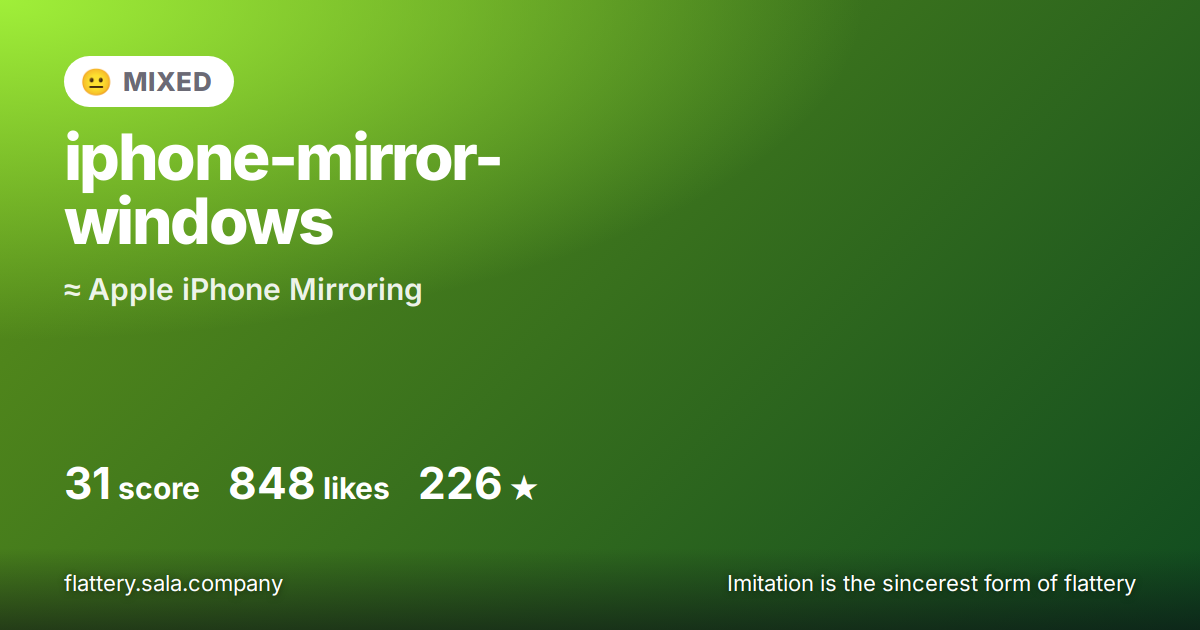 😐 MIXED
iphone-mirror-
windows
≈ Apple iPhone Mirroring
31 score 848 likes 226 ★
flattery.sala.company
Imitation is the sincerest form of flattery